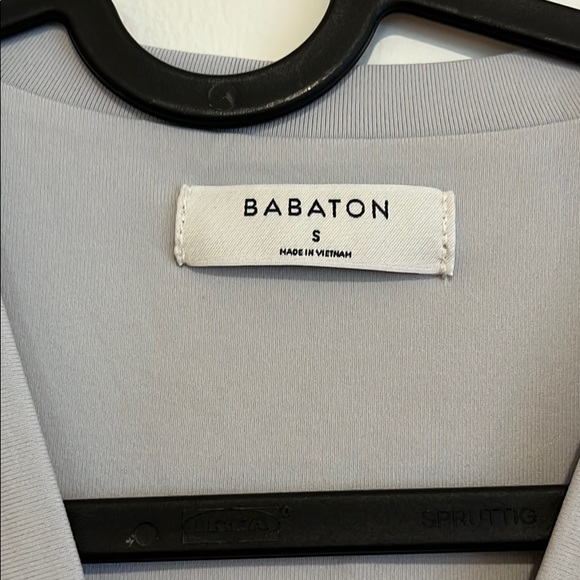 BABATON
S
MADE IN VIETNAM
IKEA® SPRUTTIG